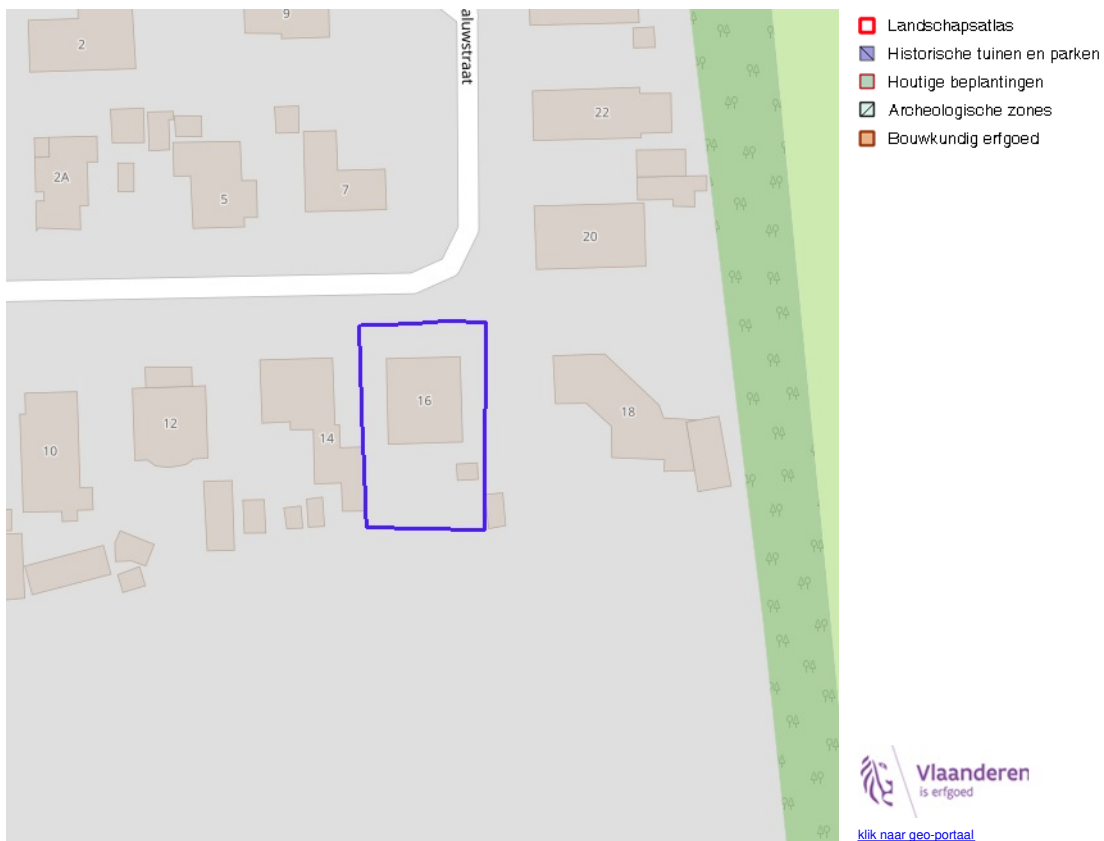 2
9
aluwstraat
22
2A
5
7
20
16
18
14
12
10
Landschapsatlas
Historische tuinen en parken
Houtige beplantingen
Archeologische zones
Bouwkundig erfgoed
Vlaanderen
is erfgoed
klik naar geo-portaal